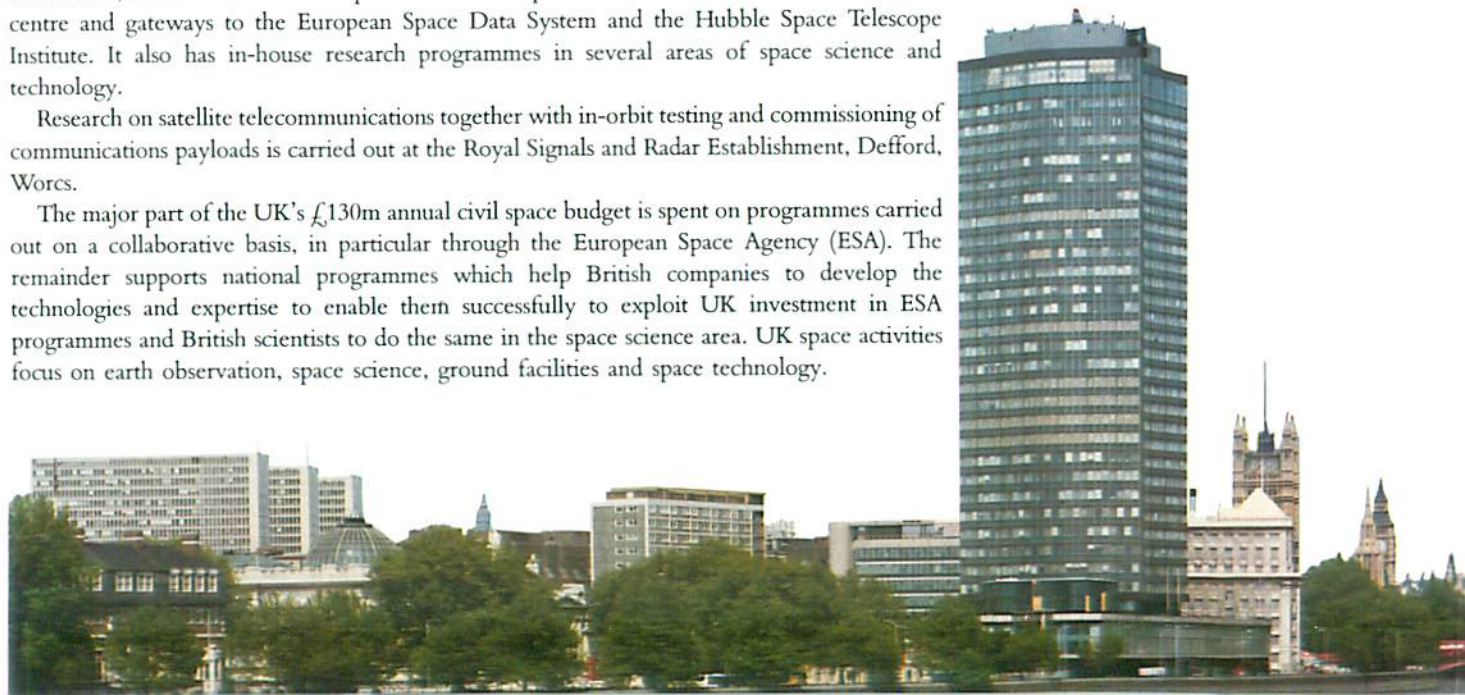 centre and gateways to the European Space Data System and the Hubble Space Telescope
Institute. It also has in-house research programmes in several areas of space science and
technology.
Research on satellite telecommunications together with in-orbit testing and commissioning of
communications payloads is carried out at the Royal Signals and Radar Establishment, Defford,
Worcs.
The major part of the UK's £130m annual civil space budget is spent on programmes carried
out on a collaborative basis, in particular through the European Space Agency (ESA). The
remainder supports national programmes which help British companies to develop the
technologies and expertise to enable them successfully to exploit UK investment in ESA
programmes and British scientists to do the same in the space science area. UK space activities
focus on earth observation, space science, ground facilities and space technology.